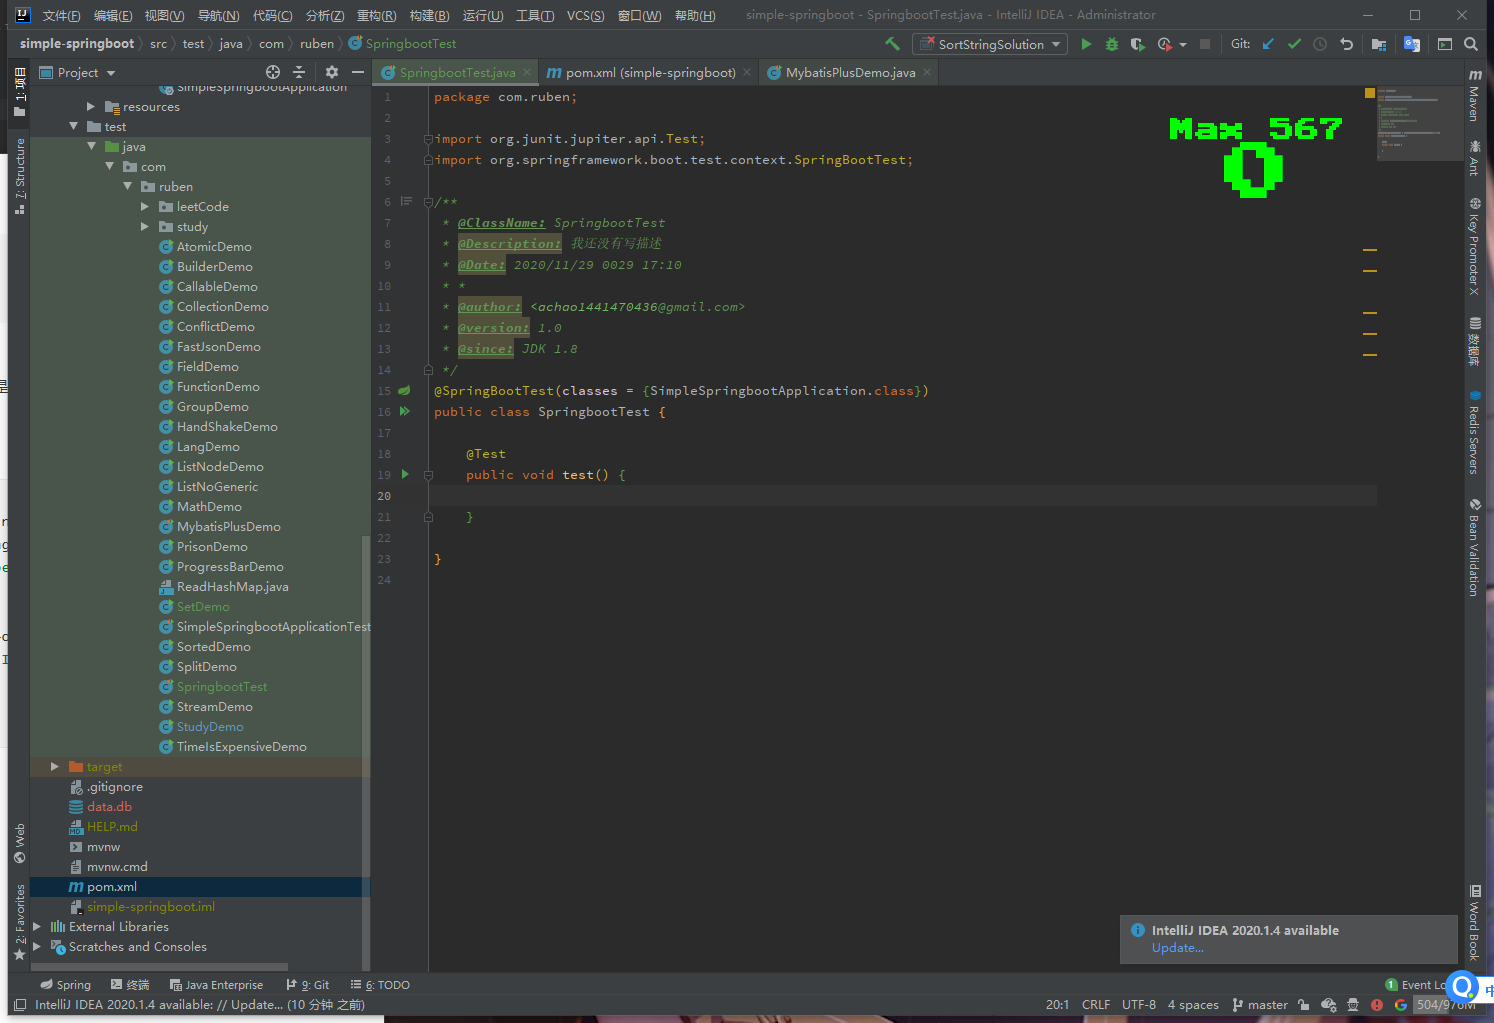 文件(F) 编辑(E) 视图(V) 导航(N) 代码(C) 分析(Z) 重构(R) 构建(B) 运行(U) 工具(T) VCS(S) 窗口(W) 帮助(H) simple-springboot - SpringbootTest.java - IntelliJ IDEA - Administrator
simple-springboot src test java com ruben SpringbootTest SortStringSolution Git:
Project SpringbootTest.java pom.xml (simple-springboot) MybatisPlusDemo.java
1: 项目
7: Structure
Web
2: Favorites
SimpleSpringbootApplication
resources
test
java
com
ruben
leetCode
study
AtomicDemo
BuilderDemo
CallableDemo
CollectionDemo
ConflictDemo
FastJsonDemo
FieldDemo
FunctionDemo
GroupDemo
HandShakeDemo
LangDemo
ListNodeDemo
ListNoGeneric
MathDemo
MybatisPlusDemo
PrisonDemo
ProgressBarDemo
ReadHashMap.java
SetDemo
SimpleSpringbootApplicationTest
SortedDemo
SplitDemo
SpringbootTest
StreamDemo
StudyDemo
TimeIsExpensiveDemo
target
.gitignore
data.db
HELP.md
mvnw
mvnw.cmd
pom.xml
simple-springboot.iml
External Libraries
Scratches and Consoles
1 package com.ruben;
2
3 import org.junit.jupiter.api.Test;
4 import org.springframework.boot.test.context.SpringBootTest;
5
6 /**
7 * @ClassName: SpringbootTest
8 * @Description: 我还没有写描述
9 * @Date: 2020/11/29 0029 17:10
10 * *
11 * @author: <achao1441470436@gmail.com>
12 * @version: 1.0
13 * @since: JDK 1.8
14 */
15 @SpringBootTest(classes = {SimpleSpringbootApplication.class})
16 public class SpringbootTest {
17
18 @Test
19 public void test() {
20
21 }
22
23 }
24
Max 567
0
Maven
Ant
Key Promoter X
数据库
Redis Servers
Bean Validation
Word Book
IntelliJ IDEA 2020.1.4 available
Update...
Spring 终端 Java Enterprise 9: Git 6: TODO 1 Event Lo
IntelliJ IDEA 2020.1.4 available: // Update... (10 分钟 之前) 20:1 CRLF UTF-8 4 spaces master 504/976M
中